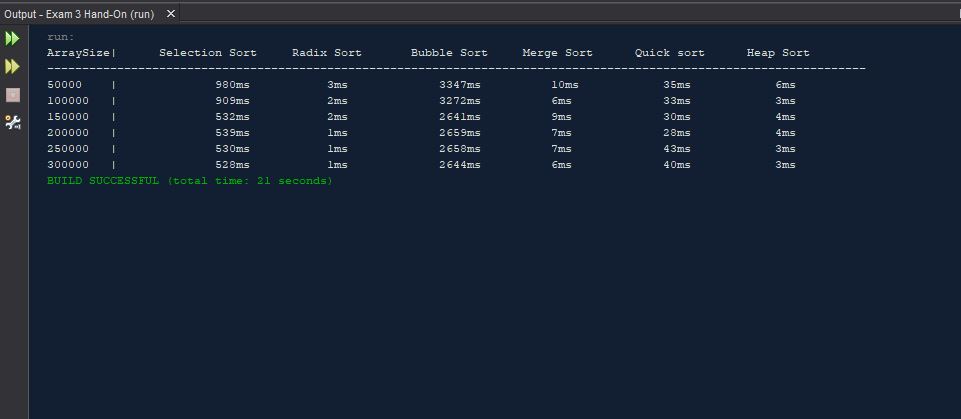 Output - Exam 3 Hand-On (run) X
run:
ArraySize| Selection Sort Radix Sort Bubble Sort Merge Sort Quick sort Heap Sort
---------------------------------------------------------------------------------------------------------------------
50000 | 980ms 3ms 3347ms 10ms 35ms 6ms
100000 | 909ms 2ms 3272ms 6ms 33ms 3ms
150000 | 532ms 2ms 2641ms 9ms 30ms 4ms
200000 | 539ms 1ms 2659ms 7ms 28ms 4ms
250000 | 530ms 1ms 2658ms 7ms 43ms 3ms
300000 | 528ms 1ms 2644ms 6ms 40ms 3ms
BUILD SUCCESSFUL (total time: 21 seconds)